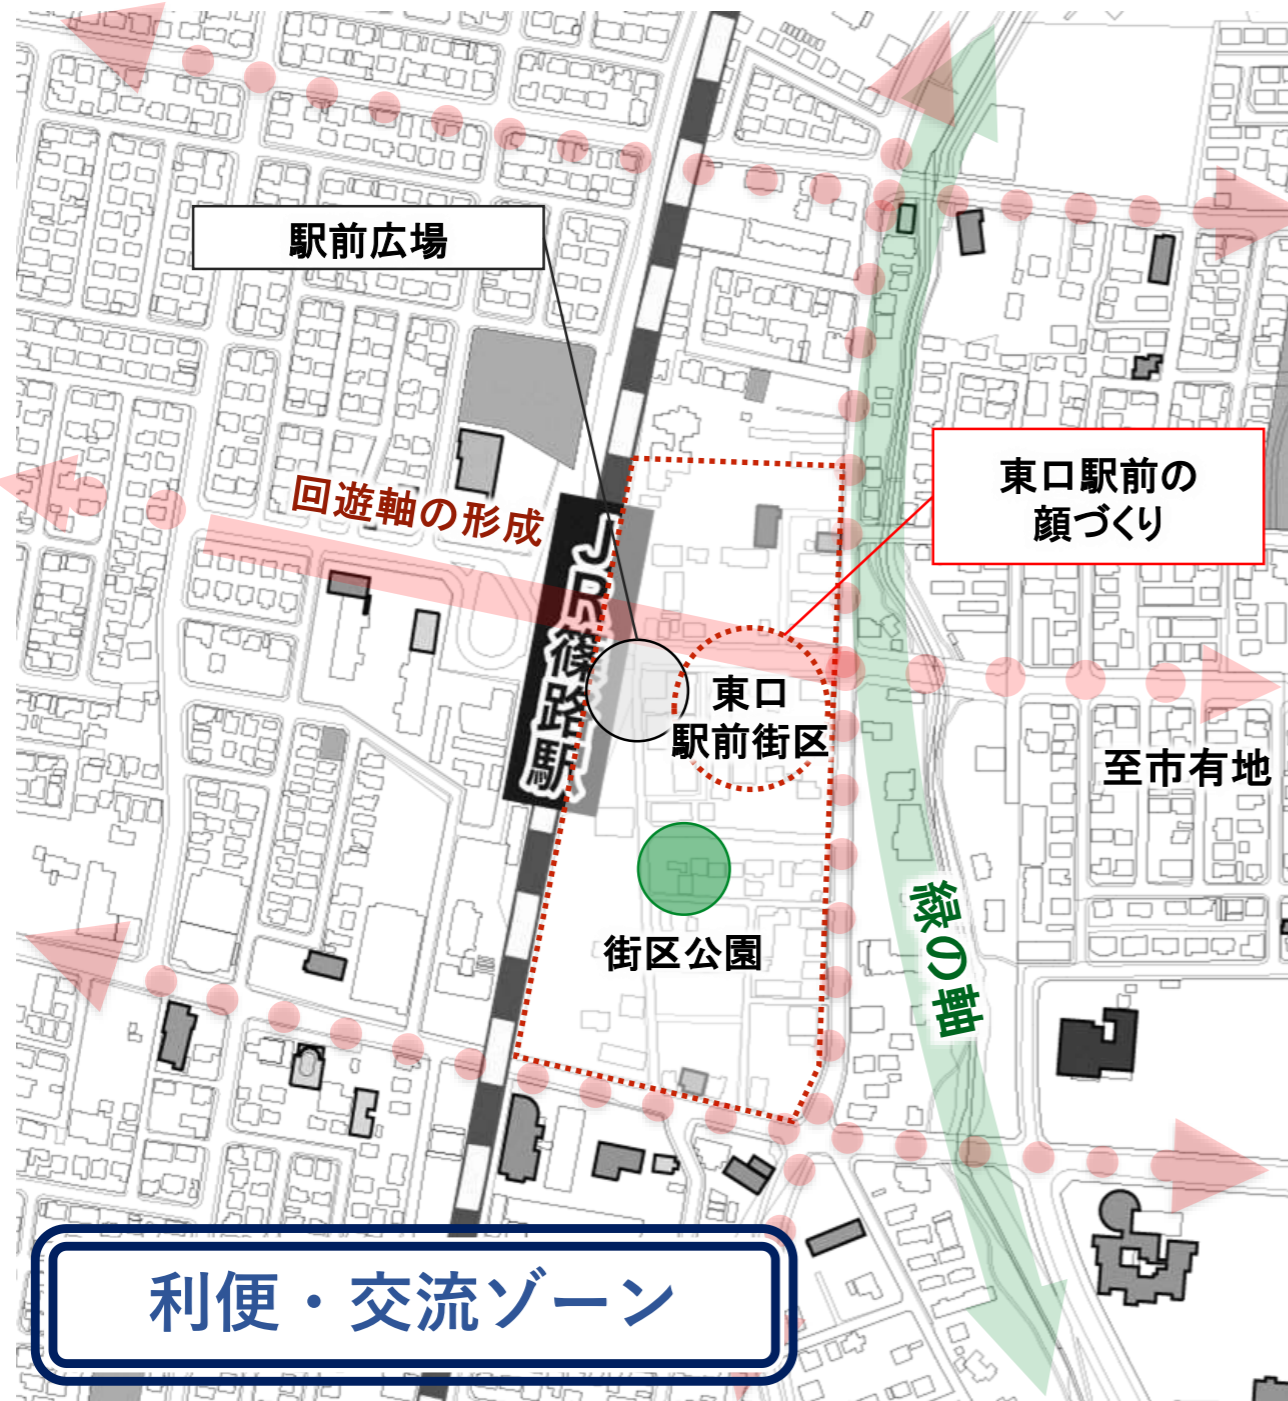 駅前広場
東口駅前の
顔づくり
回遊軸の形成
JR篠路駅
東口
駅前街区
至市有地
街区公園
緑の軸
利便・交流ゾーン